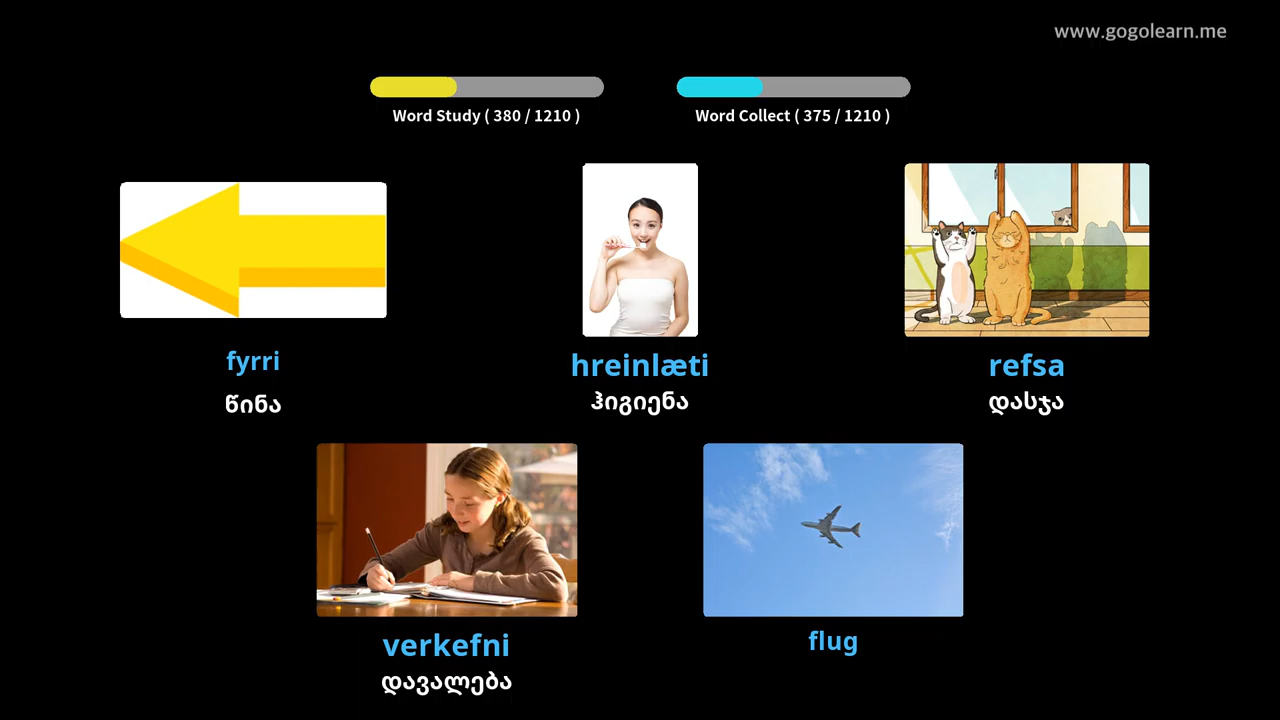 www.gogolearn.me
Word Study ( 380 / 1210 )
Word Collect ( 375 / 1210 )
fyrri
წინა
hreinlæti
ჰიგიენა
refsa
დასჯა
verkefni
დავალება
flug